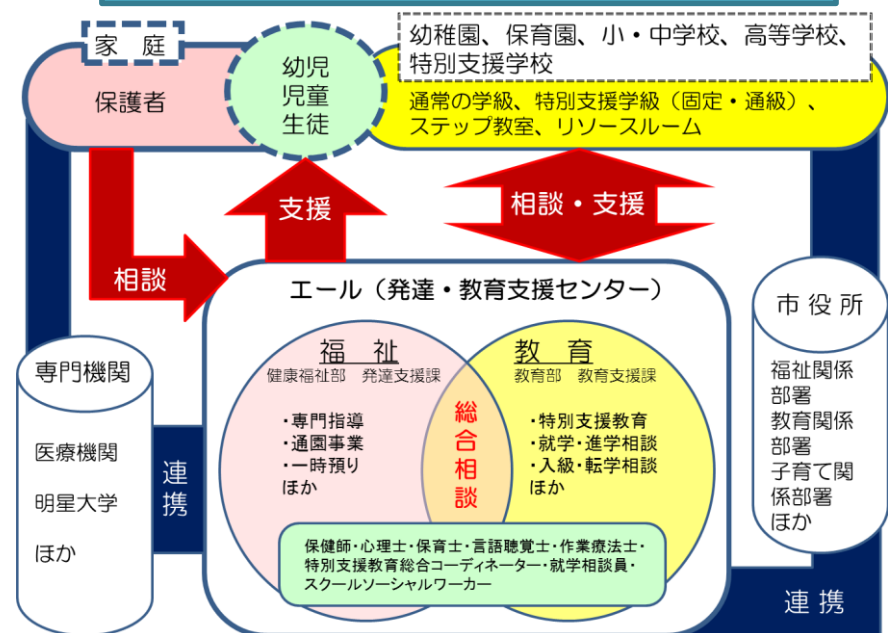 家　庭
保護者
幼児
児童
生徒
幼稚園、保育園、小・中学校、高等学校、
特別支援学校
通常の学級、特別支援学級（固定・通級）、
ステップ教室、リソースルーム
支援
相談・支援
相談
エール（発達・教育支援センター）
福　祉
健康福祉部　発達支援課
・専門指導
・通園事業
・一時預り
ほか
総合相談
教　育
教育部　教育支援課
・特別支援教育
・就学・進学相談
・入級・転学相談
ほか
保健師・心理士・保育士・言語聴覚士・作業療法士・
特別支援教育総合コーディネーター・就学相談員・
スクールソーシャルワーカー
専門機関
医療機関
明星大学
ほか
連携
市 役 所
福祉関係
部署
教育関係
部署
子育て関
係部署
ほか
連 携